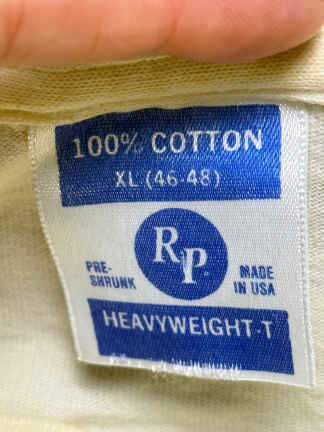 100% COTTON
XL (46-48)
RP
PRE-
SHRUNK
MADE
IN USA
HEAVYWEIGHT-T